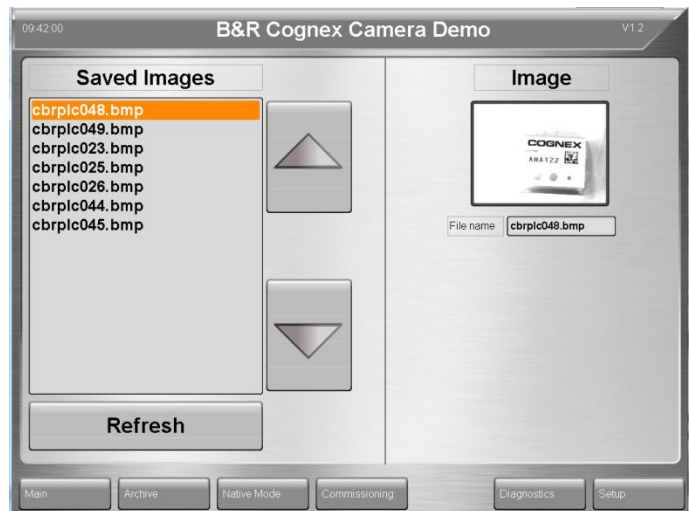 09:42:00
B&R Cognex Camera Demo
V1.2
Saved Images
cbrplc048.bmp
cbrplc049.bmp
cbrplc023.bmp
cbrplc025.bmp
cbrplc026.bmp
cbrplc044.bmp
cbrplc045.bmp
Refresh
Image
COGNEX
A8A122
File name
cbrplc048.bmp
Main
Archive
Native Mode
Commissioning
Diagnostics
Setup